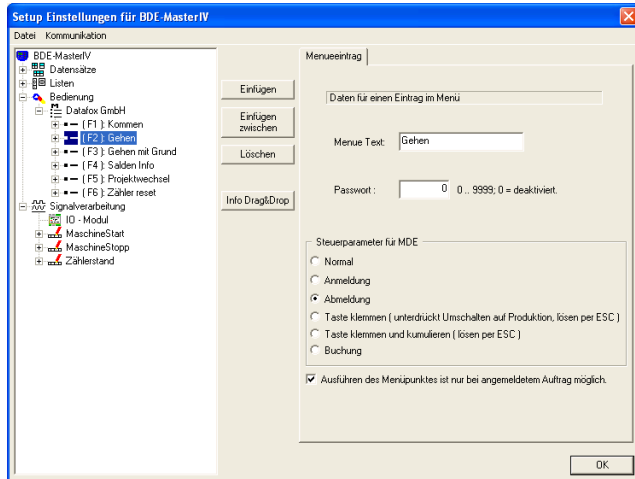 Setup Einstellungen für BDE-MasterIV
Datei Kommunikation
BDE-MasterIV
Datensätze
Listen
Bedienung
Datafox GmbH
( F1 ): Kommen
( F2 ): Gehen
( F3 ): Gehen mit Grund
( F4 ): Salden Info
( F5 ): Projektwechsel
( F6 ): Zähler reset
Signalverarbeitung
IO - Modul
MaschineStart
MaschineStopp
Zählerstand
Einfügen
Einfügen
zwischen
Löschen
Info Drag&Drop
Menueeintrag
Daten für einen Eintrag im Menü
Menue Text: Gehen
Passwort : 0 0 .. 9999; 0 = deaktiviert.
Steuerparameter für MDE
Normal
Anmeldung
Abmeldung
Taste klemmen ( unterdrückt Umschalten auf Produktion, lösen per ESC )
Taste klemmen und kumulieren ( lösen per ESC )
Buchung
Ausführen des Menüpunktes ist nur bei angemeldetem Auftrag möglich.
OK